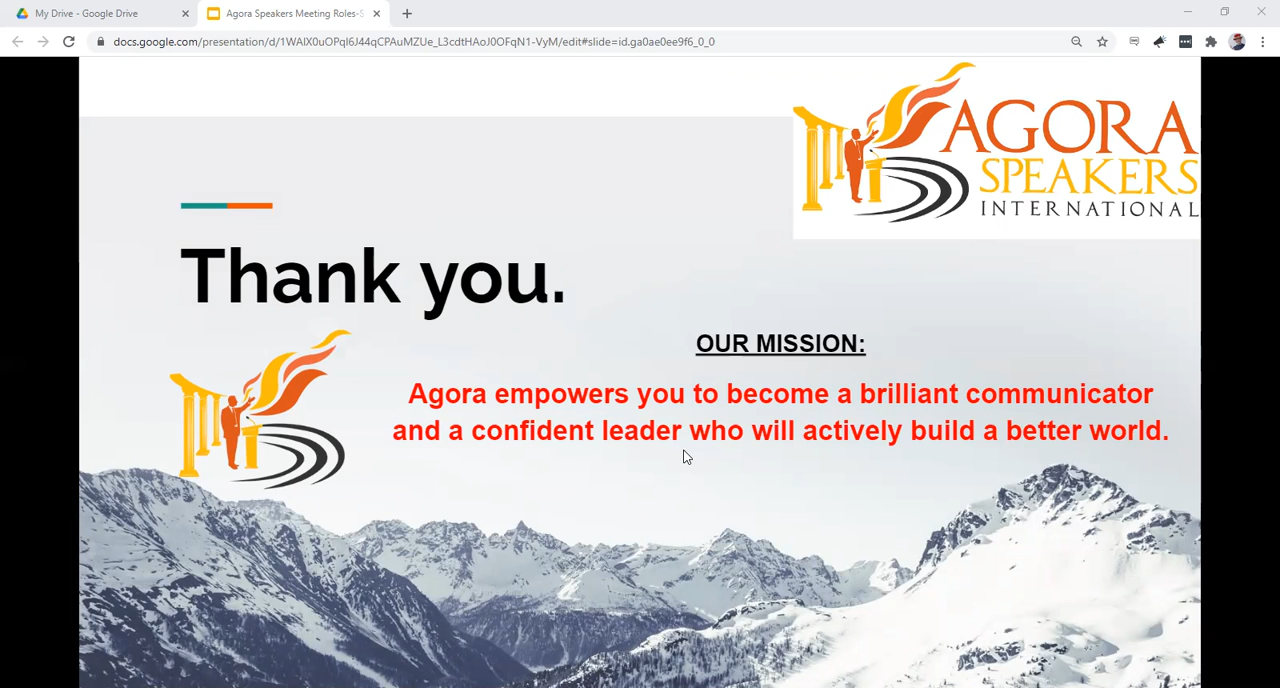 My Drive - Google Drive
Agora Speakers Meeting Roles-S
docs.google.com/presentation/d/1WAlX0uOPql6J44qCPAuMZUe_L3cdtHAoJ0OFqN1-VyM/edit#slide=id.ga0ae0ee9f6_0_0
AGORA
SPEAKERS
INTERNATIONAL
Thank you.
OUR MISSION:
Agora empowers you to become a brilliant communicator
and a confident leader who will actively build a better world.